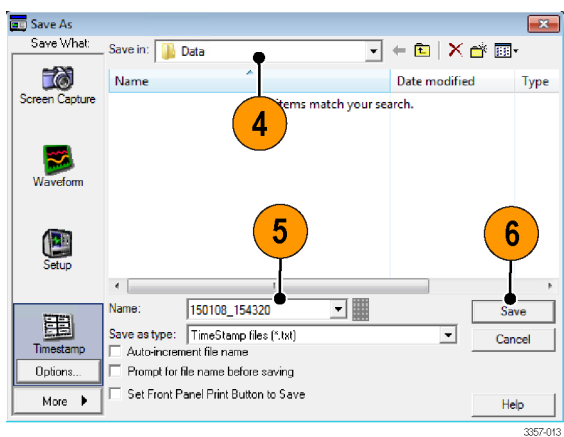 Save As
Save What:
Save in: Data
Name Date modified Type
items match your search.
4
Screen Capture
Waveform
Setup
5
6
Name: 150108_154320 Save
Save as type: TimeStamp files (*.txt) Cancel
Timestamp
Auto-increment file name
Options...
Prompt for file name before saving
More
Set Front Panel Print Button to Save
Help
3357-013